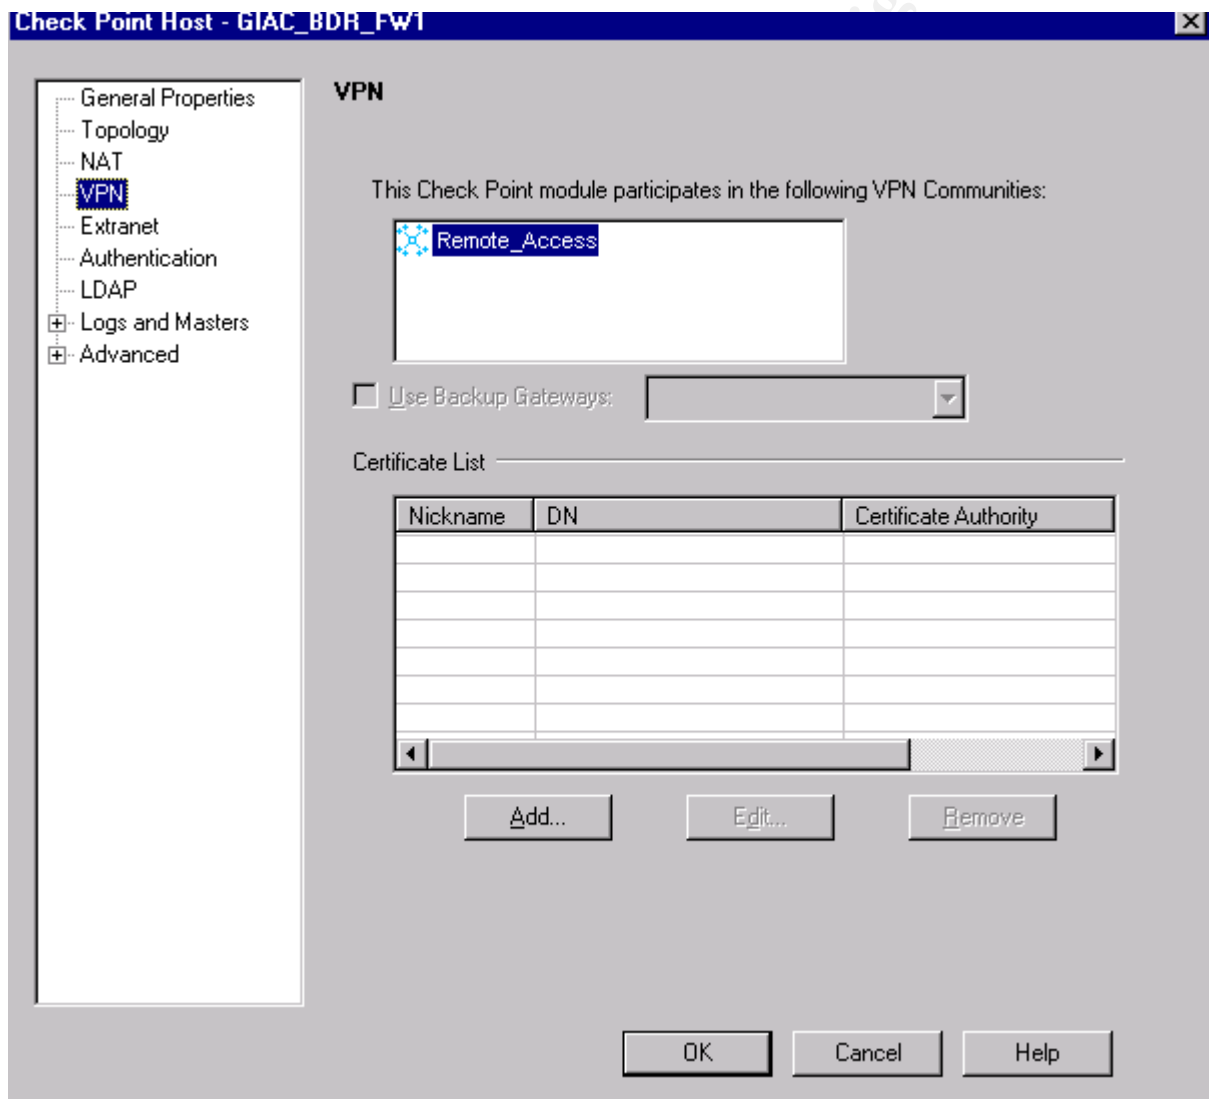 Check Point Host - GIAC_BDR_FW1
General Properties
Topology
NAT
VPN
Extranet
Authentication
LDAP
Logs and Masters
Advanced
VPN
This Check Point module participates in the following VPN Communities:
Remote_Access
Use Backup Gateways:
Certificate List
Nickname DN Certificate Authority
Add... Edit... Remove
OK Cancel Help